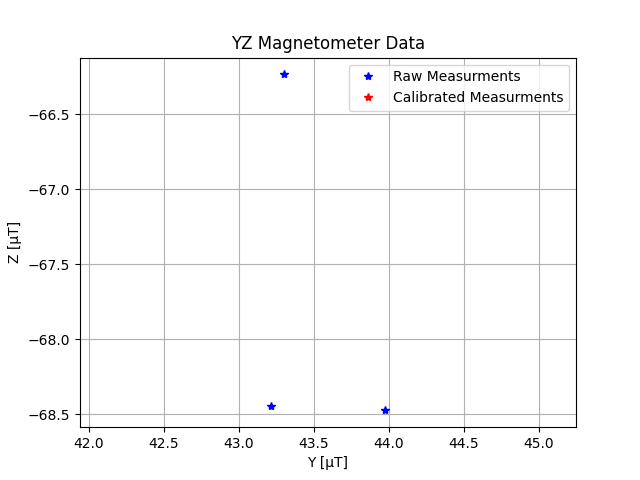 YZ Magnetometer Data
Raw Measurments
Calibrated Measurments
−66.5
−67.0
−67.5
−68.0
−68.5
Z [µT]
42.0 42.5 43.0 43.5 44.0 44.5 45.0
Y [µT]